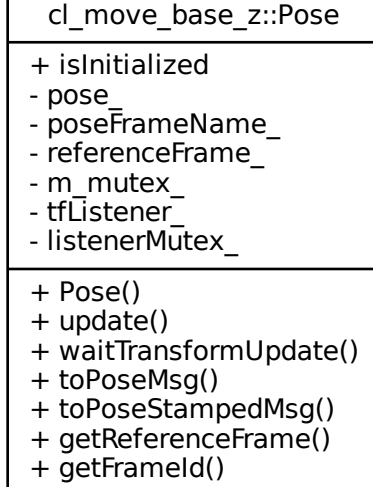 cl_move_base_z::Pose
+ isInitialized
- pose_
- poseFrameName_
- referenceFrame_
- m_mutex_
- tfListener_
- listenerMutex_
+ Pose()
+ update()
+ waitTransformUpdate()
+ toPoseMsg()
+ toPoseStampedMsg()
+ getReferenceFrame()
+ getFrameId()